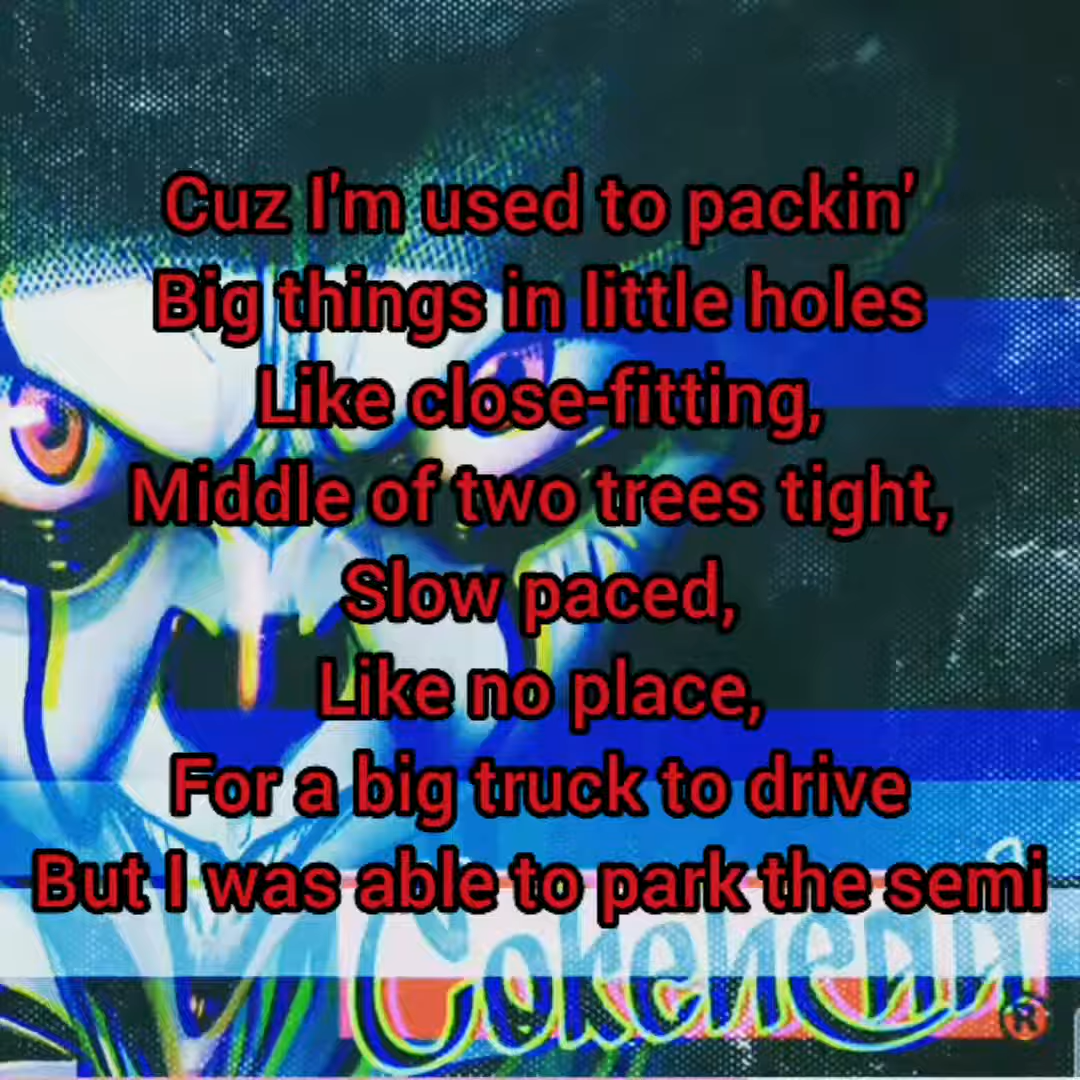 Cuz I'm used to packin'
Big things in little holes
Like close-fitting,
Middle of two trees tight,
Slow paced,
Like no place,
For a big truck to drive
But I was able to park the semi
Cokehead
®